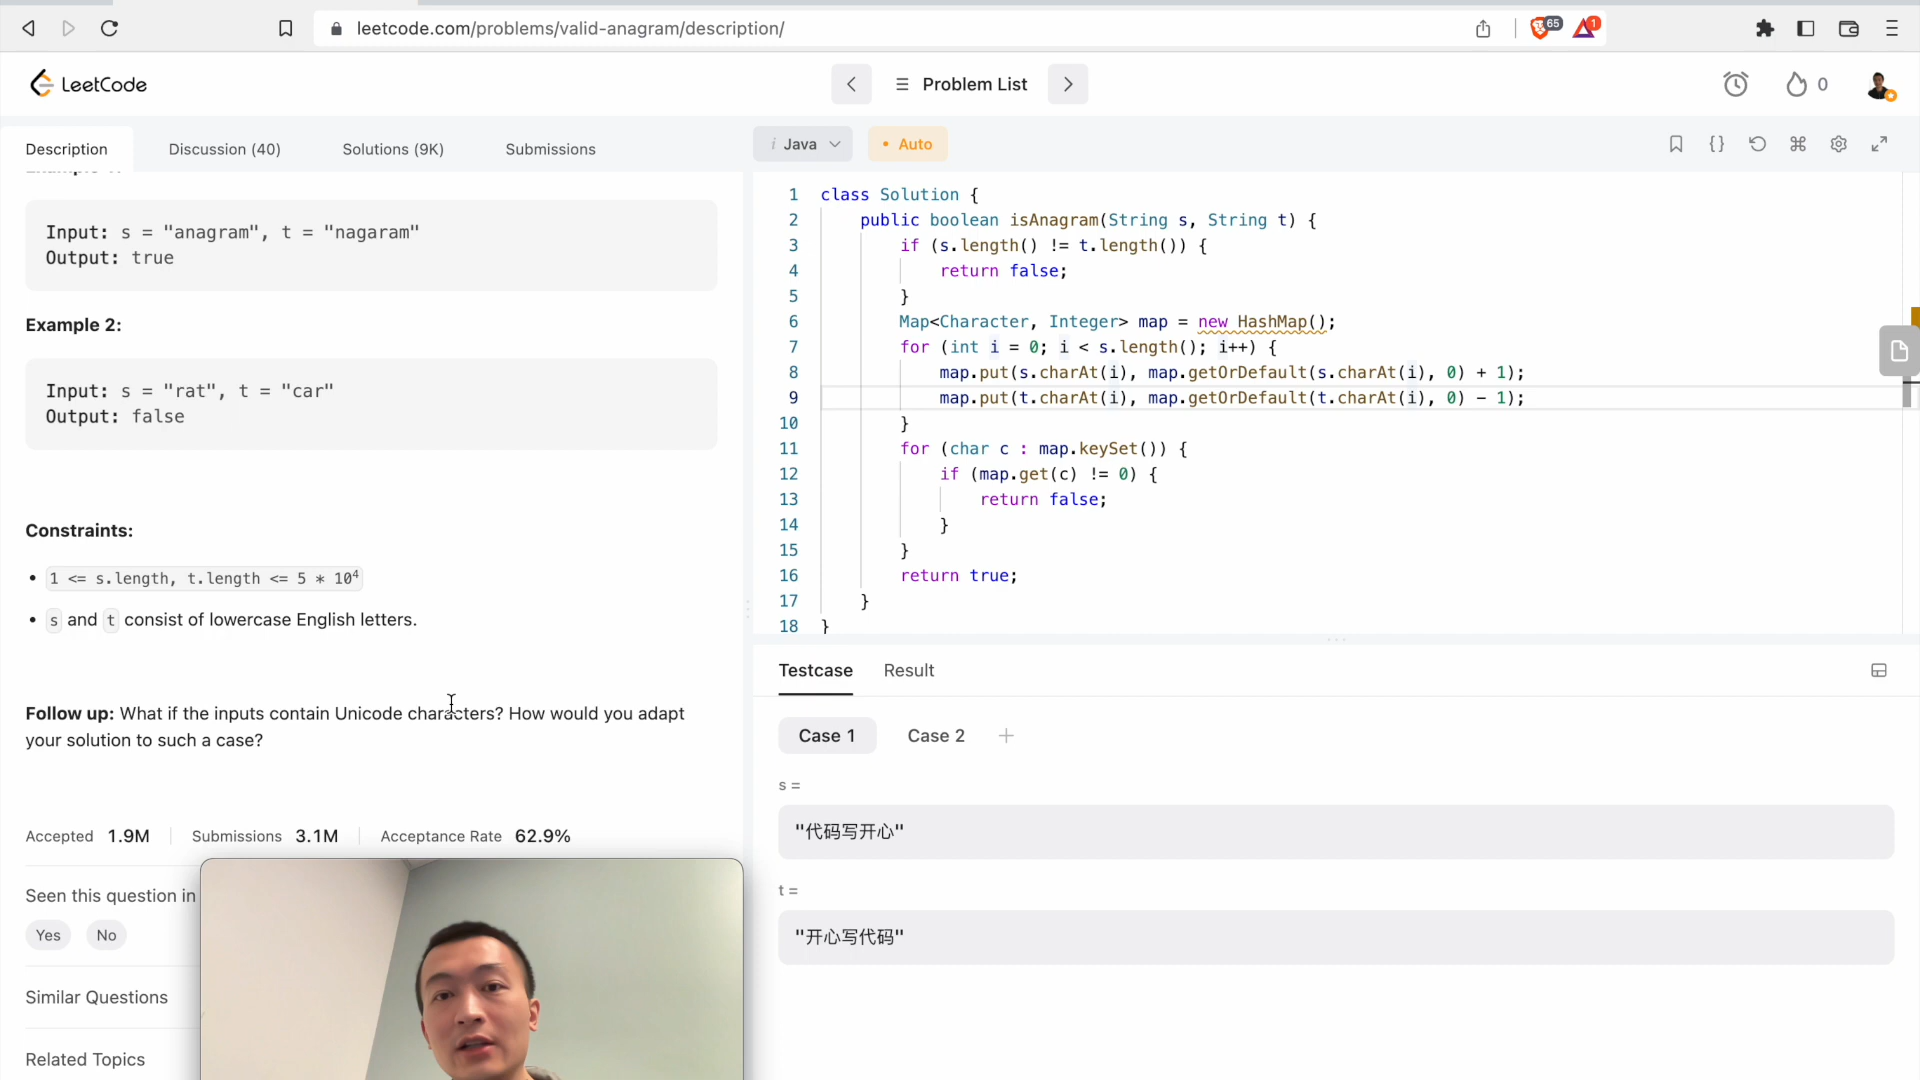 leetcode.com/problems/valid-anagram/description/
65
1
LeetCode
Problem List
0
Description
Discussion (40)
Solutions (9K)
Submissions
Input: s = "anagram", t = "nagaram"
Output: true
Example 2:
Input: s = "rat", t = "car"
Output: false
Constraints:
• 1 <= s.length, t.length <= 5 * 10⁴
• s and t consist of lowercase English letters.
Follow up: What if the inputs contain Unicode characters? How would you adapt
your solution to such a case?
Accepted 1.9M Submissions 3.1M Acceptance Rate 62.9%
Seen this question in
Yes No
Similar Questions
Related Topics
i Java
• Auto
1 class Solution {
2 public boolean isAnagram(String s, String t) {
3 if (s.length() != t.length()) {
4 return false;
5 }
6 Map<Character, Integer> map = new HashMap();
7 for (int i = 0; i < s.length(); i++) {
8 map.put(s.charAt(i), map.getOrDefault(s.charAt(i), 0) + 1);
9 map.put(t.charAt(i), map.getOrDefault(t.charAt(i), 0) - 1);
10 }
11 for (char c : map.keySet()) {
12 if (map.get(c) != 0) {
13 return false;
14 }
15 }
16 return true;
17 }
18 }
Testcase
Result
Case 1
Case 2
+
s =
"代码写开心"
t =
"开心写代码"